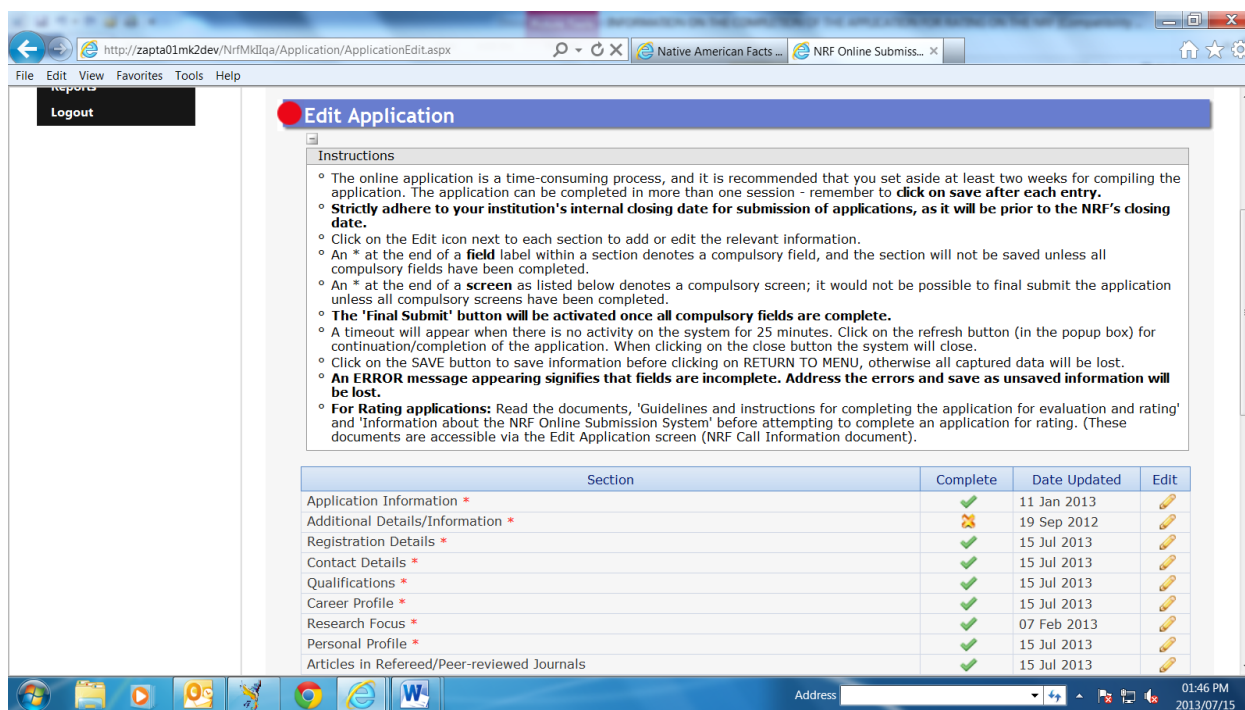 INFORMATION ON THE COMPLETION OF THE APPLICATION FOR RATING ON THE NRF (Compatibility
http://zapta01mk2dev/NrfMkIIqa/Application/ApplicationEdit.aspx
Native American Facts ...
NRF Online Submiss...
File Edit View Favorites Tools Help
Reports
Logout
Edit Application
Instructions
° The online application is a time-consuming process, and it is recommended that you set aside at least two weeks for compiling the
application. The application can be completed in more than one session - remember to click on save after each entry.
° Strictly adhere to your institution's internal closing date for submission of applications, as it will be prior to the NRF's closing
date.
° Click on the Edit icon next to each section to add or edit the relevant information.
° An * at the end of a field label within a section denotes a compulsory field, and the section will not be saved unless all
compulsory fields have been completed.
° An * at the end of a screen as listed below denotes a compulsory screen; it would not be possible to final submit the application
unless all compulsory screens have been completed.
° The 'Final Submit' button will be activated once all compulsory fields are complete.
° A timeout will appear when there is no activity on the system for 25 minutes. Click on the refresh button (in the popup box) for
continuation/completion of the application. When clicking on the close button the system will close.
° Click on the SAVE button to save information before clicking on RETURN TO MENU, otherwise all captured data will be lost.
° An ERROR message appearing signifies that fields are incomplete. Address the errors and save as unsaved information will
be lost.
° For Rating applications: Read the documents, 'Guidelines and instructions for completing the application for evaluation and rating'
and 'Information about the NRF Online Submission System' before attempting to complete an application for rating. (These
documents are accessible via the Edit Application screen (NRF Call Information document).
Section Complete Date Updated Edit
Application Information * 11 Jan 2013
Additional Details/Information * 19 Sep 2012
Registration Details * 15 Jul 2013
Contact Details * 15 Jul 2013
Qualifications * 15 Jul 2013
Career Profile * 15 Jul 2013
Research Focus * 07 Feb 2013
Personal Profile * 15 Jul 2013
Articles in Refereed/Peer-reviewed Journals 15 Jul 2013
Address
01:46 PM
2013/07/15